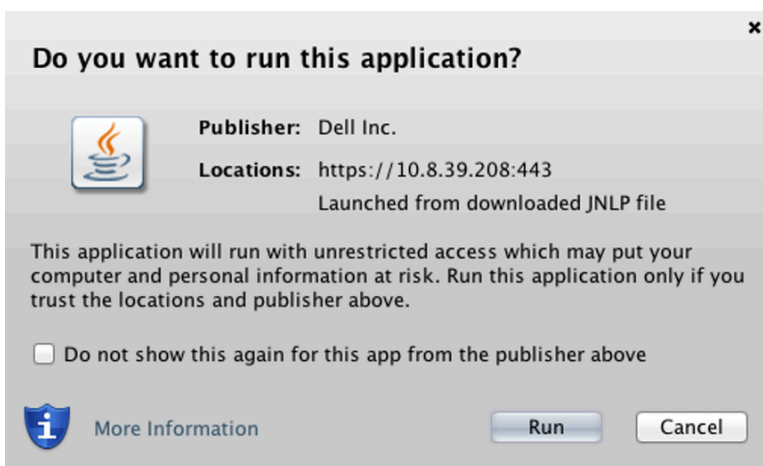 Do you want to run this application?
Publisher: Dell Inc.
Locations: https://10.8.39.208:443
Launched from downloaded JNLP file
This application will run with unrestricted access which may put your
computer and personal information at risk. Run this application only if you
trust the locations and publisher above.
Do not show this again for this app from the publisher above
More Information
Run
Cancel